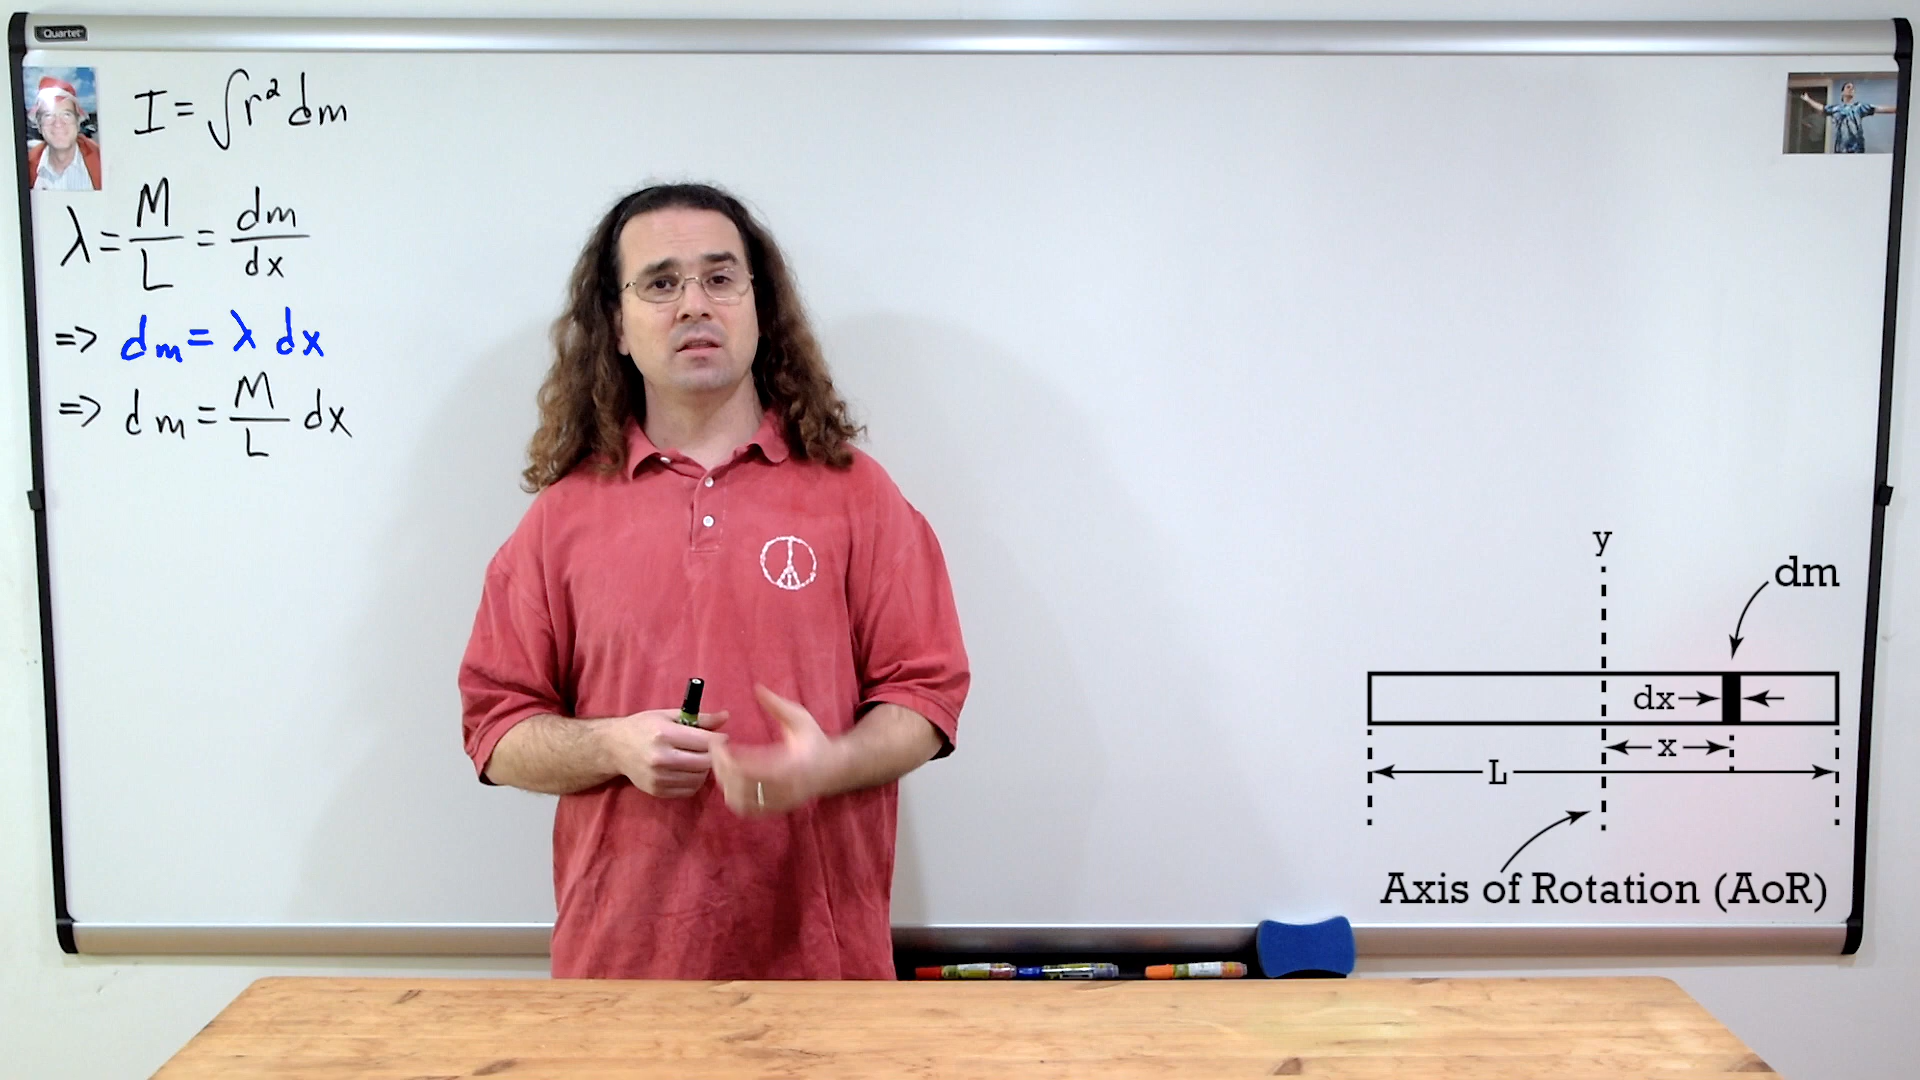 Quartet
I = ∫r² dm
λ = M/L = dm/dx
=> dm = λ dx
=> dm = M/L dx
y
dm
dx
x
L
Axis of Rotation (AoR)